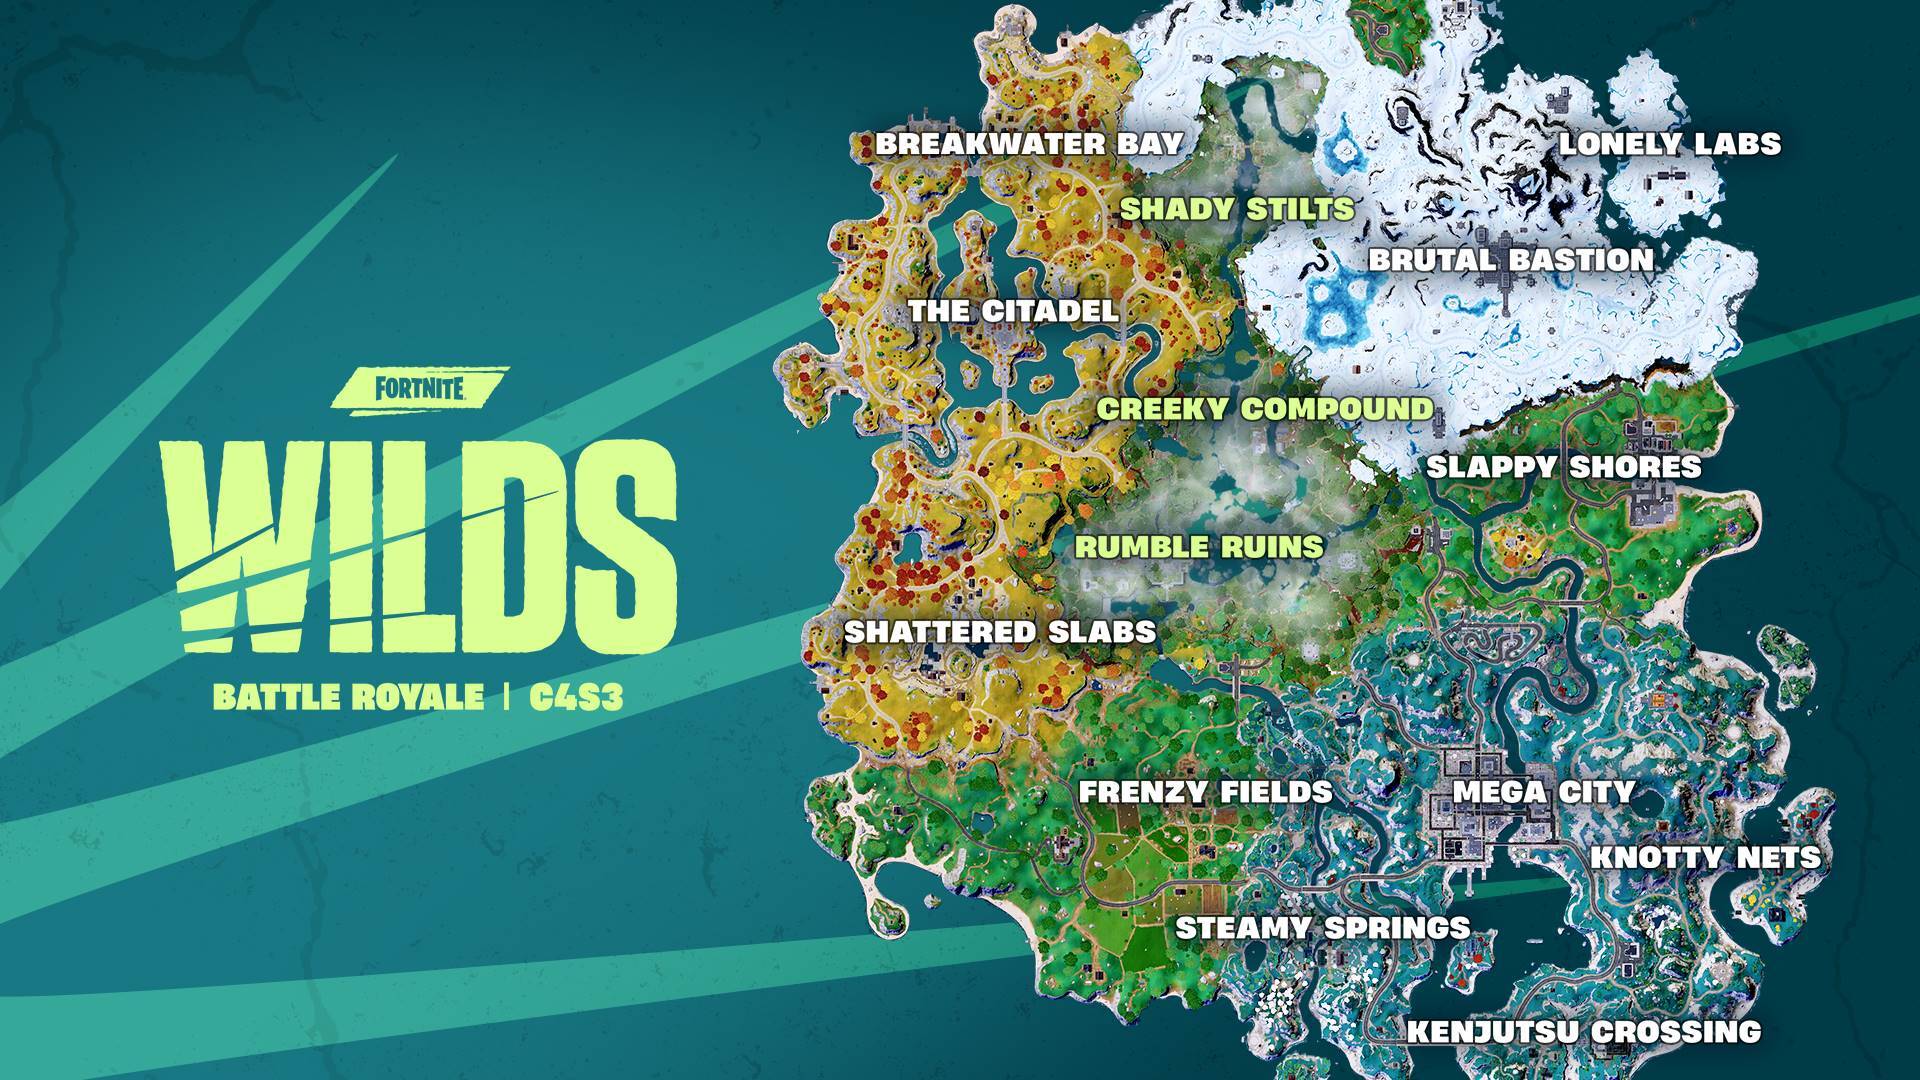 FORTNITE
WILDS
BATTLE ROYALE | C4S3
BREAKWATER BAY
LONELY LABS
SHADY STILTS
BRUTAL BASTION
THE CITADEL
CREEKY COMPOUND
SLAPPY SHORES
RUMBLE RUINS
SHATTERED SLABS
FRENZY FIELDS
MEGA CITY
KNOTTY NETS
STEAMY SPRINGS
KENJUTSU CROSSING